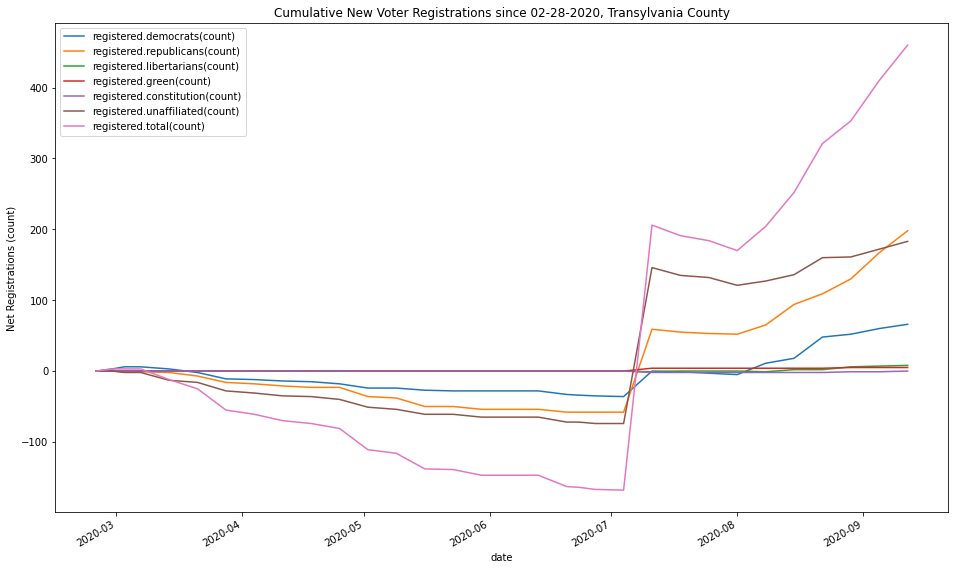 Cumulative New Voter Registrations since 02-28-2020, Transylvania County
registered.democrats(count)
registered.republicans(count)
registered.libertarians(count)
registered.green(count)
registered.constitution(count)
registered.unaffiliated(count)
registered.total(count)
Net Registrations (count)
400
300
200
100
0
−100
2020-03
2020-04
2020-05
2020-06
2020-07
2020-08
2020-09
date